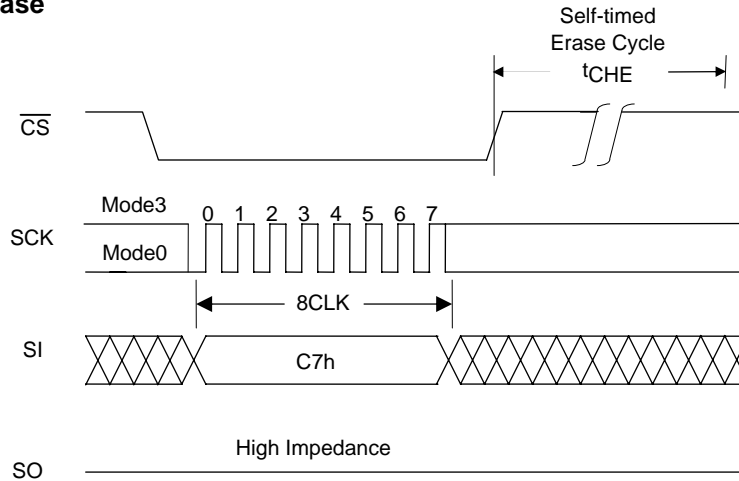 ase
Self-timed
Erase Cycle
tCHE
CS
Mode3
0 1 2 3 4 5 6 7
SCK
Mode0
8CLK
SI
C7h
High Impedance
SO